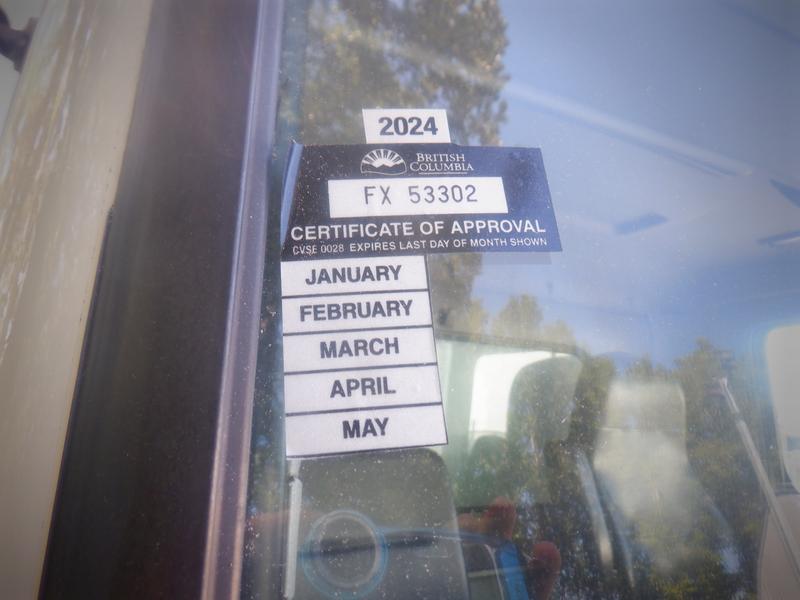 2024
BRITISH
COLUMBIA
FX 53302
CERTIFICATE OF APPROVAL
CVSE 0028 EXPIRES LAST DAY OF MONTH SHOWN
JANUARY
FEBRUARY
MARCH
APRIL
MAY